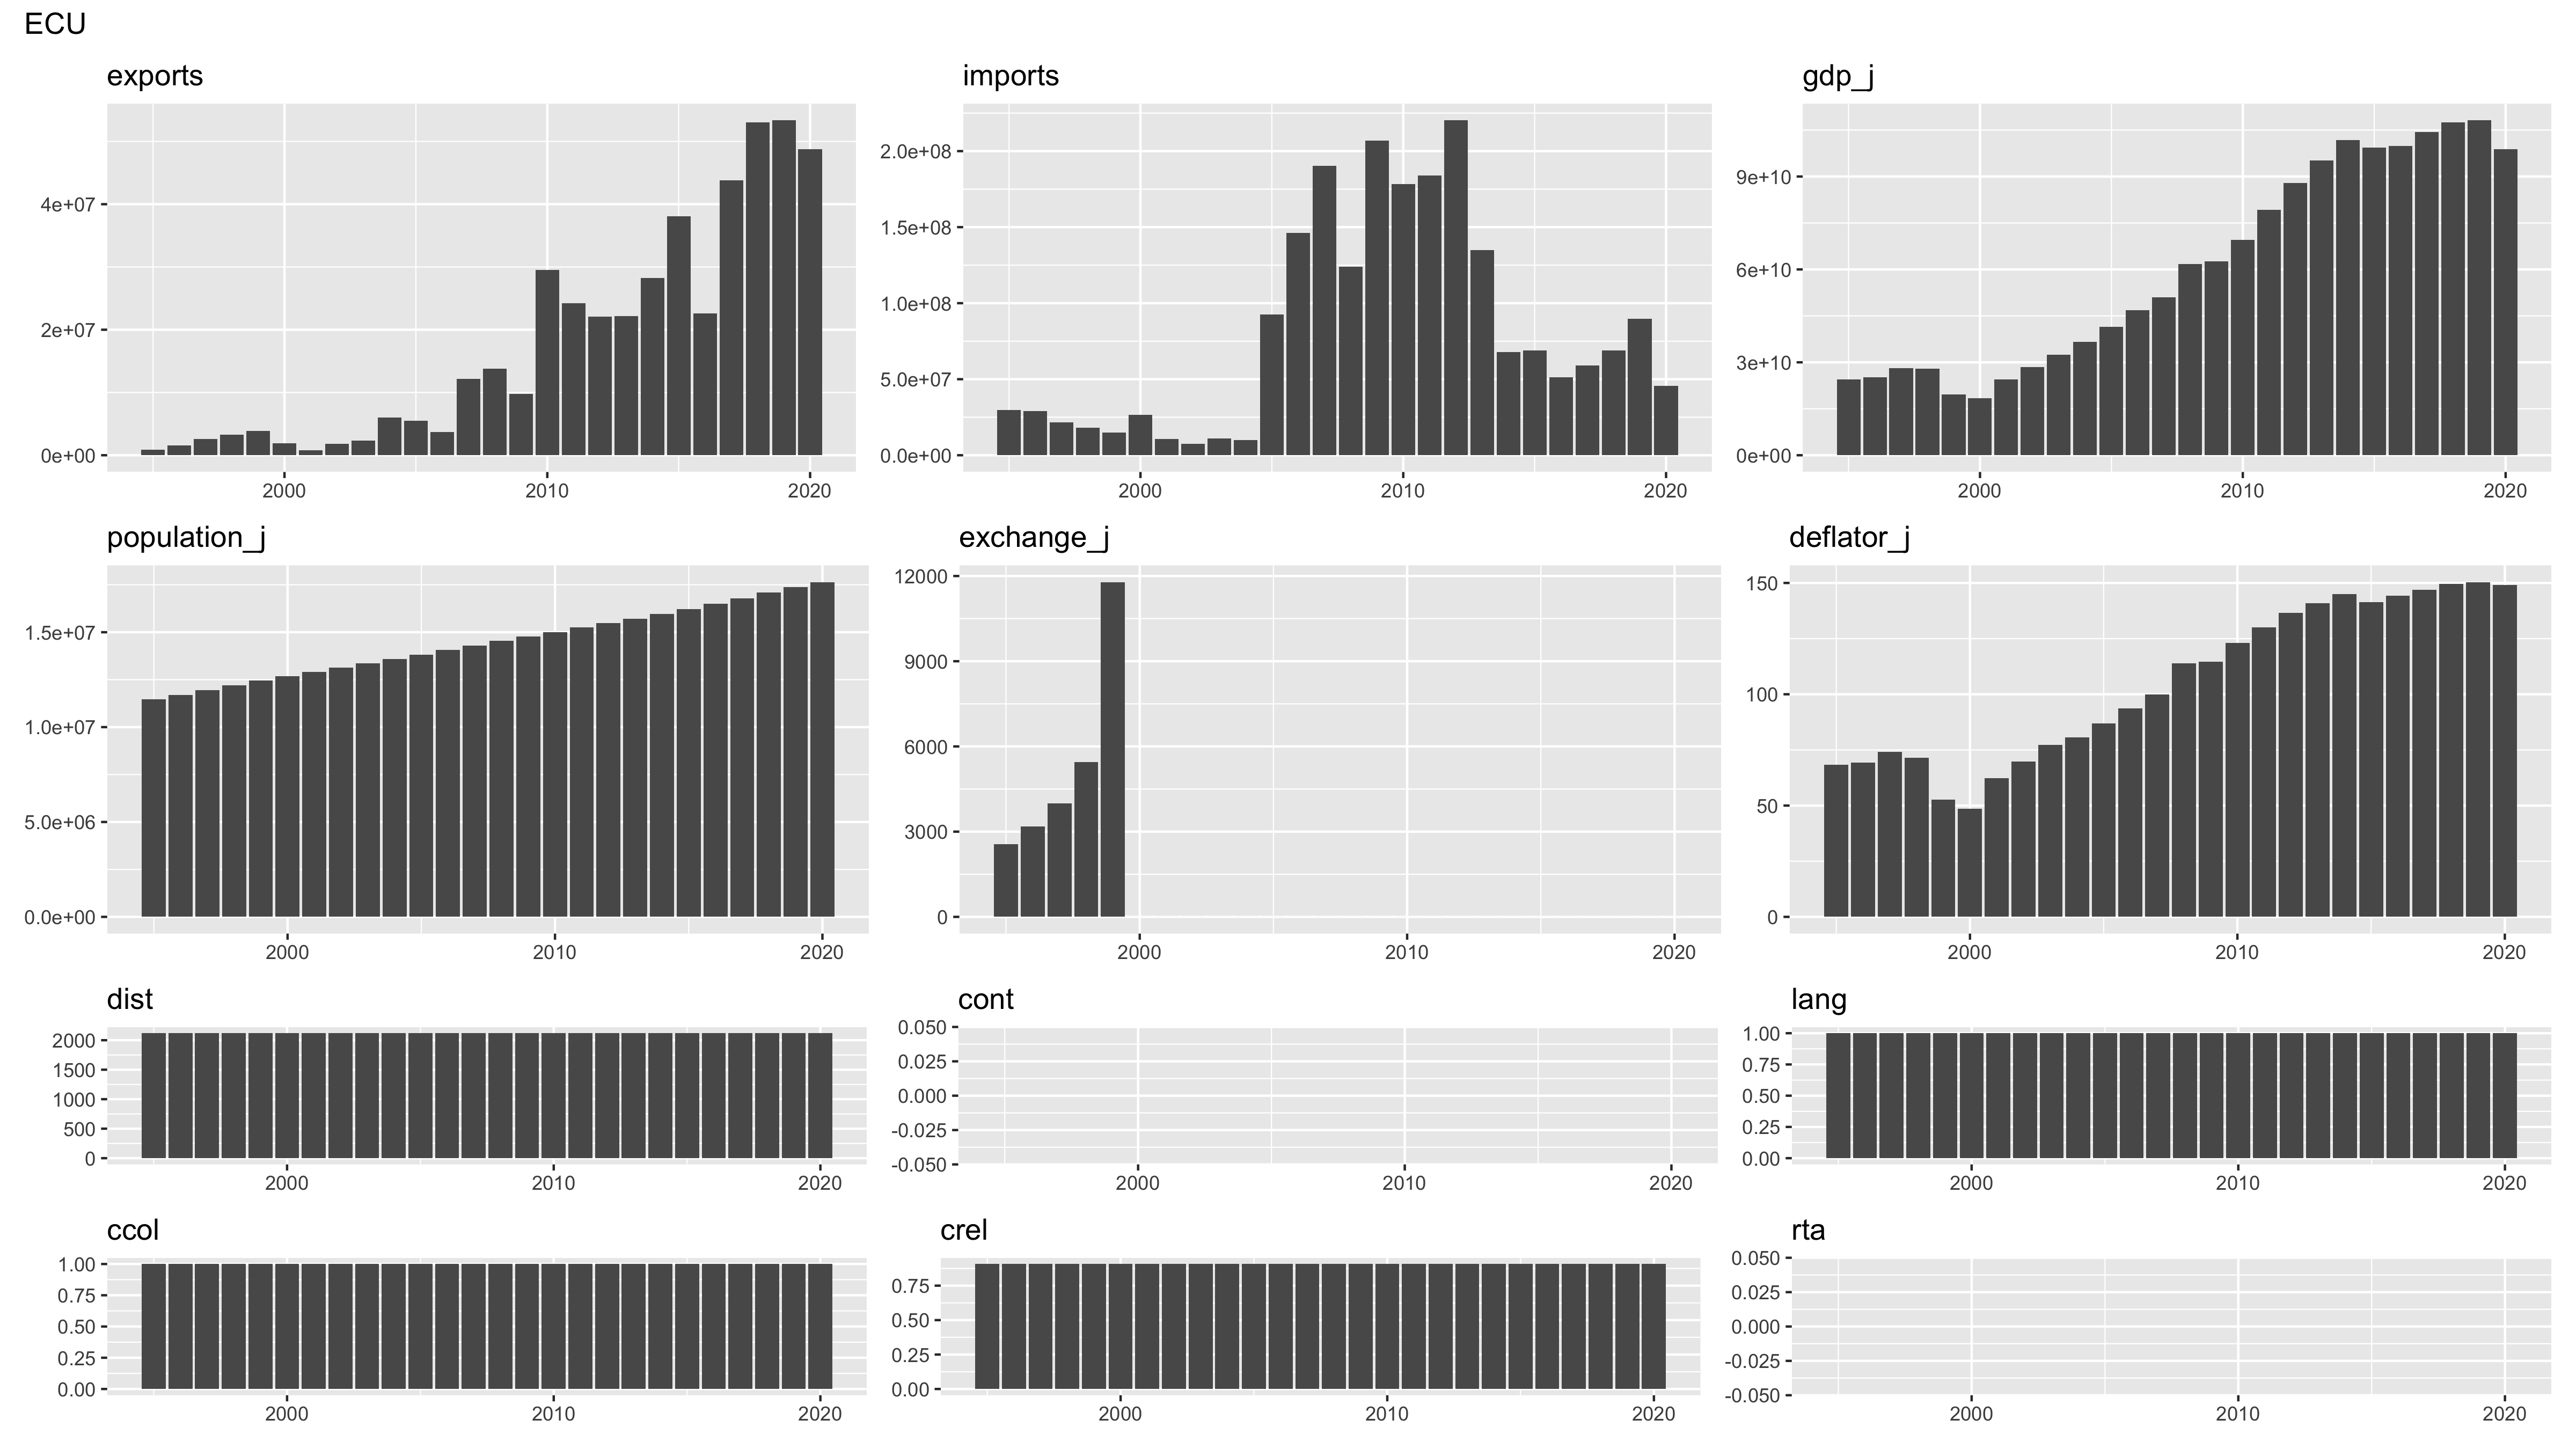 ECU
exports
imports
gdp_j
4e+07
2e+07
0e+00
2000
2010
2020
2.0e+08
1.5e+08
1.0e+08
5.0e+07
0.0e+00
2000
2010
2020
9e+10
6e+10
3e+10
0e+00
2000
2010
2020
population_j
exchange_j
deflator_j
1.5e+07
1.0e+07
5.0e+06
0.0e+00
2000
2010
2020
12000
9000
6000
3000
0
2000
2010
2020
150
100
50
0
2000
2010
2020
dist
cont
lang
2000
1500
1000
500
0
2000
2010
2020
0.050
0.025
0.000
-0.025
-0.050
2000
2010
2020
1.00
0.75
0.50
0.25
0.00
2000
2010
2020
ccol
crel
rta
1.00
0.75
0.50
0.25
0.00
2000
2010
2020
0.75
0.50
0.25
0.00
2000
2010
2020
0.050
0.025
0.000
-0.025
-0.050
2000
2010
2020